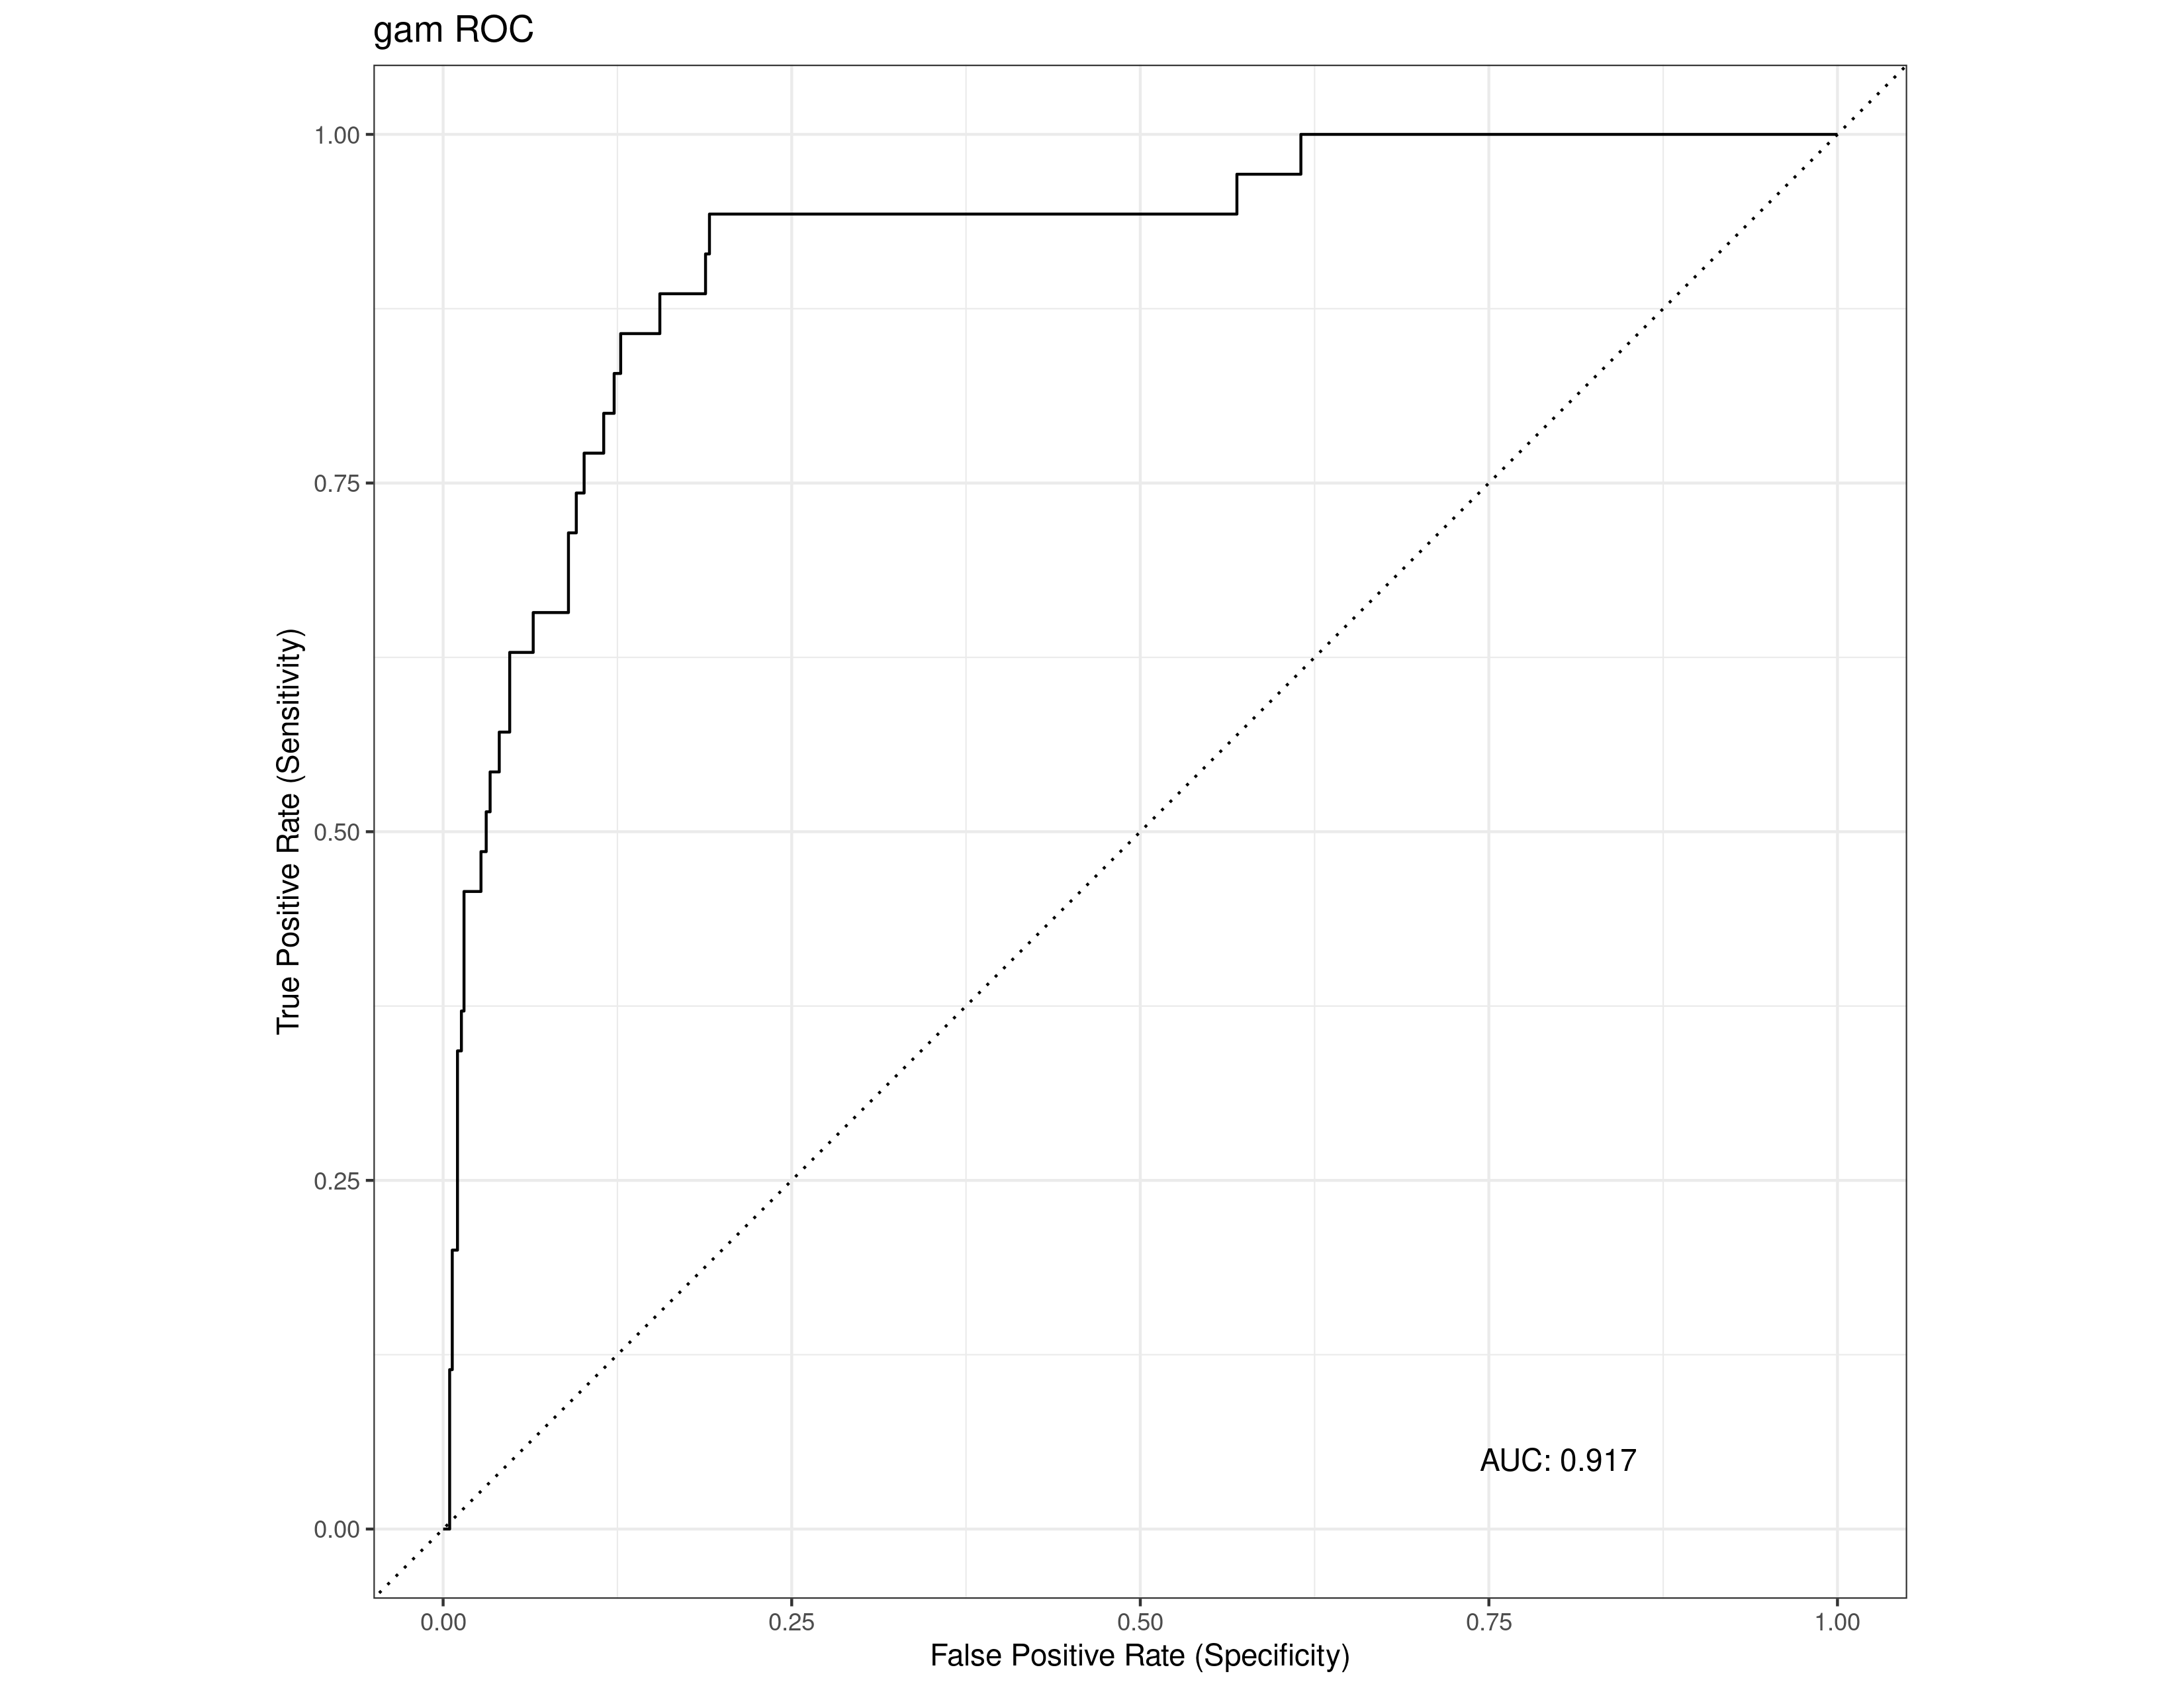 gam ROC
1.00
0.75
0.50
0.25
0.00
True Positive Rate (Sensitivity)
AUC: 0.917
0.00 0.25 0.50 0.75 1.00
False Positive Rate (Specificity)